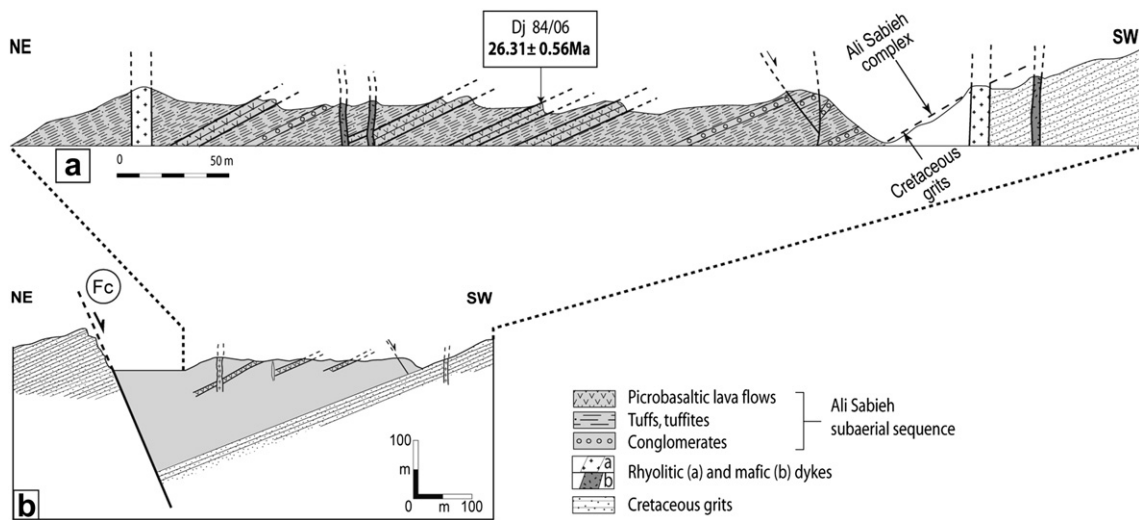 NE
Dj 84/06
26.31± 0.56Ma
Ali Sabieh
complex
SW
Cretaceous
grits
a
0 50 m
Fc
NE
SW
100
m
0
0 m 100
b
Picrobasaltic lava flows
Tuffs, tuffites
Conglomerates
Ali Sabieh
subaerial sequence
a
b
Rhyolitic (a) and mafic (b) dykes
Cretaceous grits